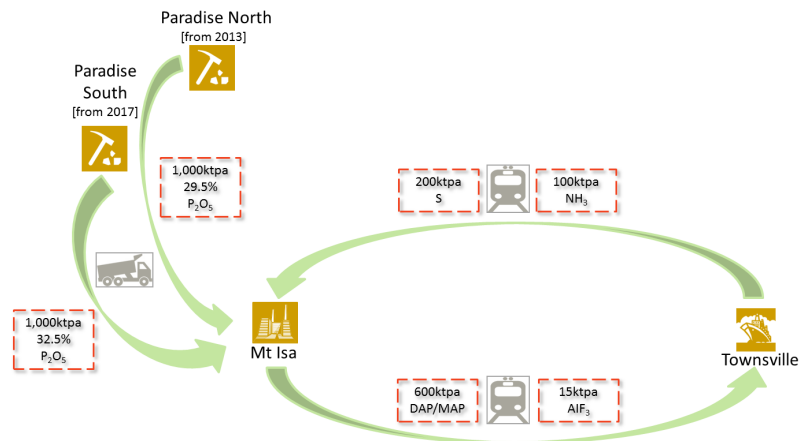 Paradise North
[from 2013]
Paradise
South
[from 2017]
1,000ktpa
29.5%
P₂O₅
200ktpa
S
100ktpa
NH₃
1,000ktpa
32.5%
P₂O₅
Mt Isa
Townsville
600ktpa
DAP/MAP
15ktpa
AIF₃